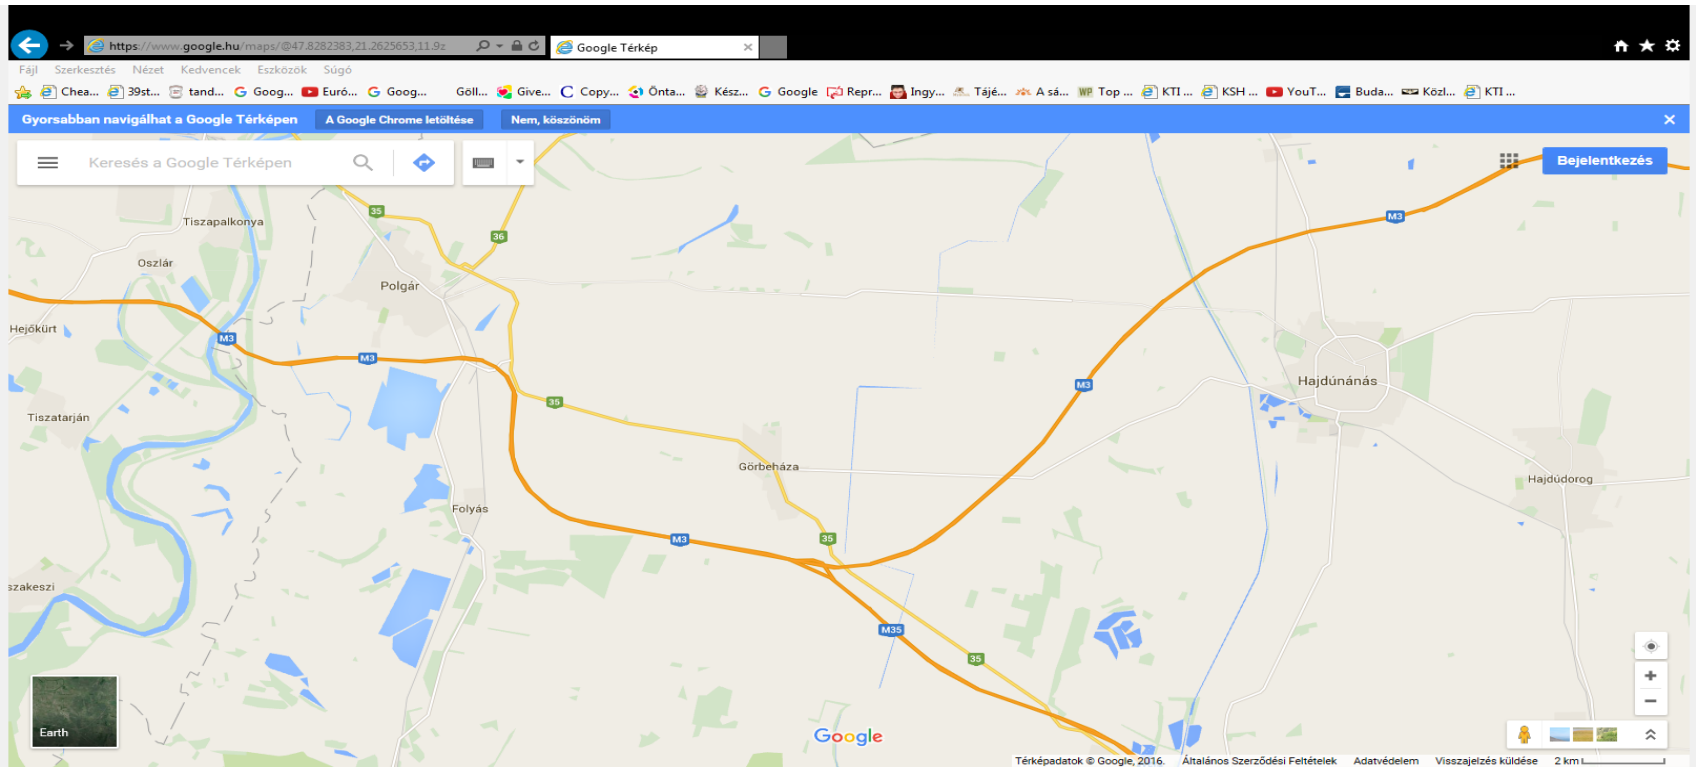 https://www.google.hu/maps/@47.8282383,21.2625653,11.9z
Google Térkép
Fájl Szerkesztés Nézet Kedvencek Eszközök Súgó
Chea... 39st... tand... Goog... Euró... Goog... Göll... Give... Copy... Önta... Kész... Google Repr... Ingy... Tájé... A sá... Top ... KTI ... KSH ... YouT... Buda... Közl... KTI ...
Gyorsabban navigálhat a Google Térképen A Google Chrome letöltése Nem, köszönöm
Keresés a Google Térképen
Bejelentkezés
35
M3
Tiszapalkonya
36
Oszlár
Polgár
Hejőkürt
M3
M3
M3
Hajdúnánás
35
Tiszatarján
Görbeháza
Hajdúdorog
Folyás
M3
35
szakeszi
M35
35
Earth
Google
Térképadatok © Google, 2016. Általános Szerződési Feltételek Adatvédelem Visszajelzés küldése 2 km